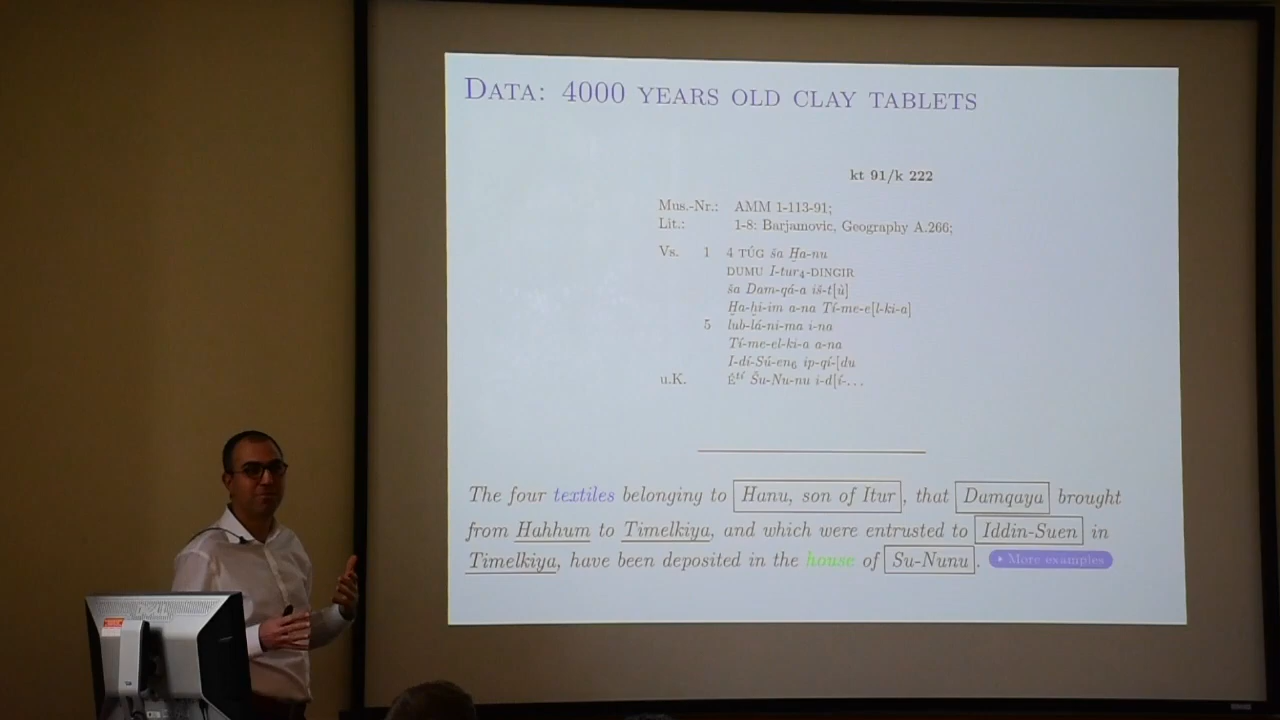 DATA: 4000 YEARS OLD CLAY TABLETS
kt 91/k 222
Mus.-Nr.: AMM 1-113-91;
Lit.: 1-8: Barjamovic, Geography A.266;
Vs. 1 4 TÚG ša Ḫa-nu
DUMU I-tur₄-DINGIR
ša Dam-qá-a iš-t[ù]
Ḫa-ḫi-im a-na Tí-me-e[l-ki-a]
5 lub-lá-ni-ma i-na
Tí-me-el-ki-a a-na
I-dí-Sú-en₆ ip-qí-[du
u.K. Éᵗⁱ́ Šu-Nu-nu i-d[í-...
The four textiles belonging to Hanu, son of Itur, that Damqaya brought
from Hahhum to Timelkiya, and which were entrusted to Iddin-Suen in
Timelkiya, have been deposited in the house of Su-Nunu. • More examples